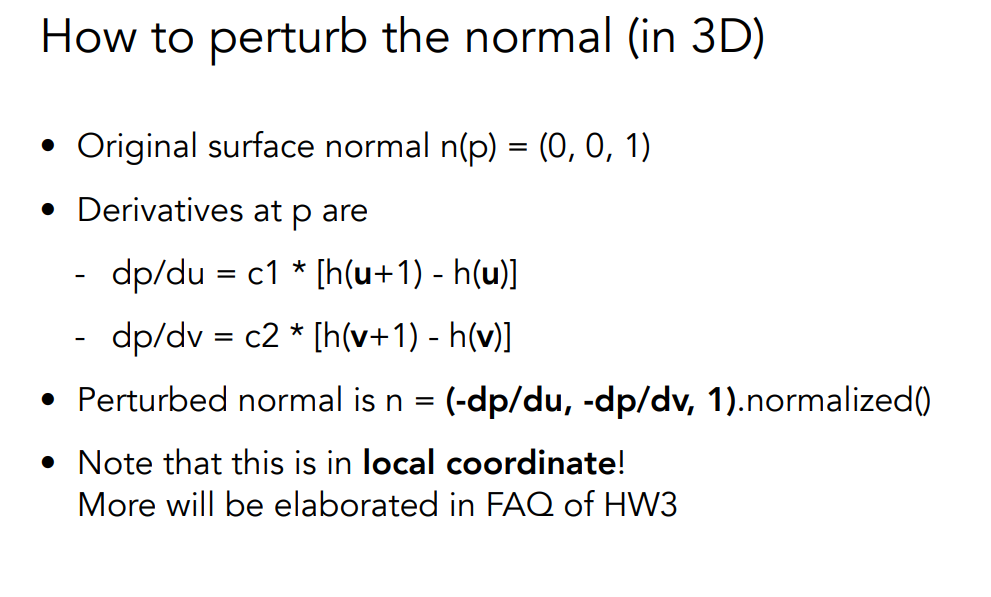 How to perturb the normal (in 3D)
• Original surface normal n(p) = (0, 0, 1)
• Derivatives at p are
- dp/du = c1 * [h(u+1) - h(u)]
- dp/dv = c2 * [h(v+1) - h(v)]
• Perturbed normal is n = (-dp/du, -dp/dv, 1).normalized()
• Note that this is in local coordinate!
More will be elaborated in FAQ of HW3